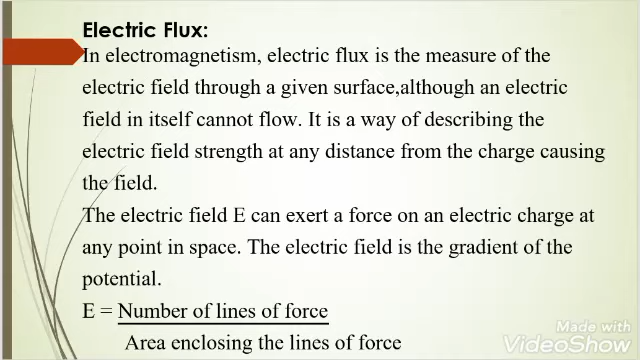 Electric Flux:
In electromagnetism, electric flux is the measure of the
electric field through a given surface,although an electric
field in itself cannot flow. It is a way of describing the
electric field strength at any distance from the charge causing
the field.
The electric field E can exert a force on an electric charge at
any point in space. The electric field is the gradient of the
potential.
E = Number of lines of force
Area enclosing the lines of force
Made with
VideoShow